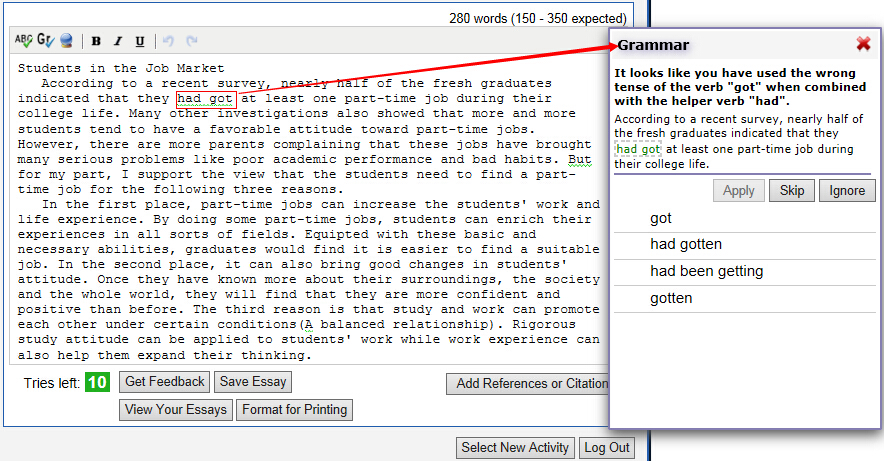 280 words (150 - 350 expected)
ABC Gr B I U
Students in the Job Market
According to a recent survey, nearly half of the fresh graduates
indicated that they had got at least one part-time job during their
college life. Many other investigations also showed that more and more
students tend to have a favorable attitude toward part-time jobs.
However, there are more parents complaining that these jobs have brought
many serious problems like poor academic performance and bad habits. But
for my part, I support the view that the students need to find a part-
time job for the following three reasons.
In the first place, part-time jobs can increase the students' work and
life experience. By doing some part-time jobs, students can enrich their
experiences in all sorts of fields. Equipted with these basic and
necessary abilities, graduates would find it is easier to find a suitable
job. In the second place, it can also bring good changes in students'
attitude. Once they have known more about their surroundings, the society
and the whole world, they will find that they are more confident and
positive than before. The third reason is that study and work can promote
each other under certain conditions(A balanced relationship). Rigorous
study attitude can be applied to students' work while work experience can
also help them expand their thinking.
Tries left: 10 Get Feedback Save Essay Add References or Citation
View Your Essays Format for Printing
Select New Activity Log Out
Grammar
It looks like you have used the wrong
tense of the verb "got" when combined
with the helper verb "had".
According to a recent survey, nearly half of
the fresh graduates indicated that they
had got at least one part-time job during
their college life.
Apply Skip Ignore
got
had gotten
had been getting
gotten